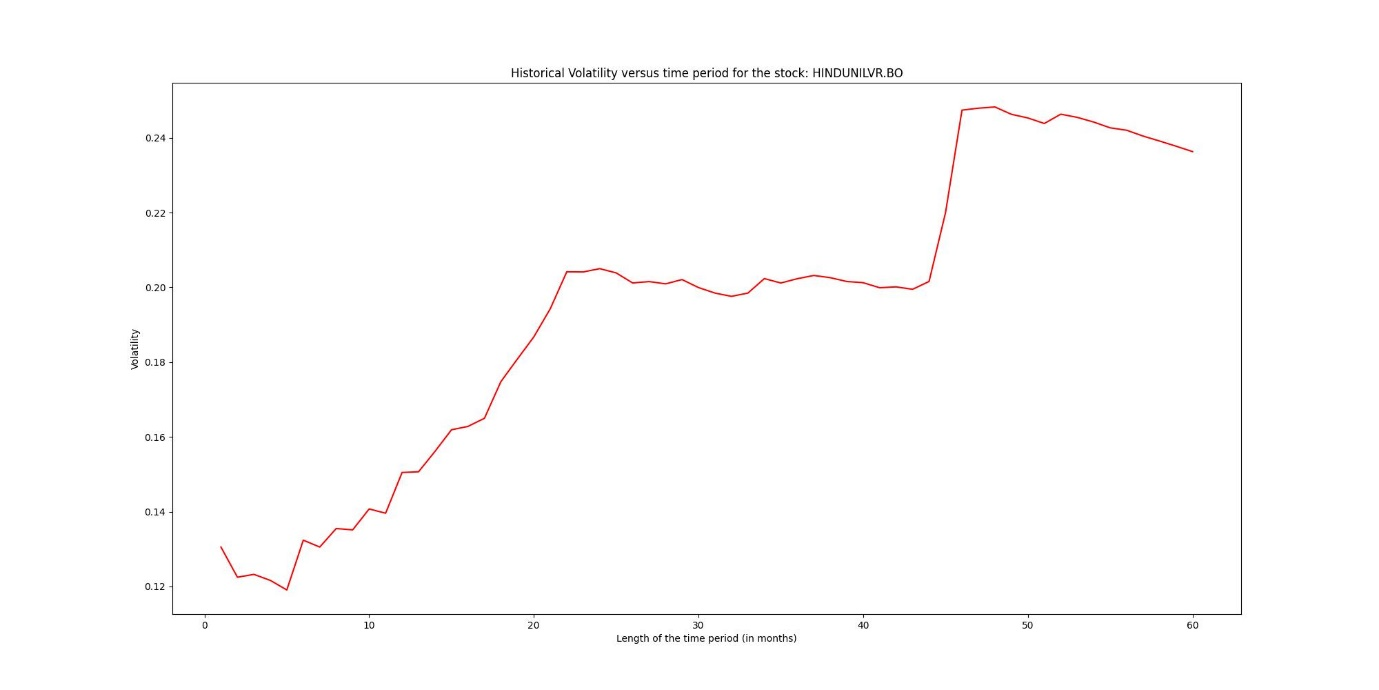 Historical Volatility versus time period for the stock: HINDUNILVR.BO
0.24
0.22
0.20
0.18
0.16
0.14
0.12
Volatility
0 10 20 30 40 50 60
Length of the time period (in months)